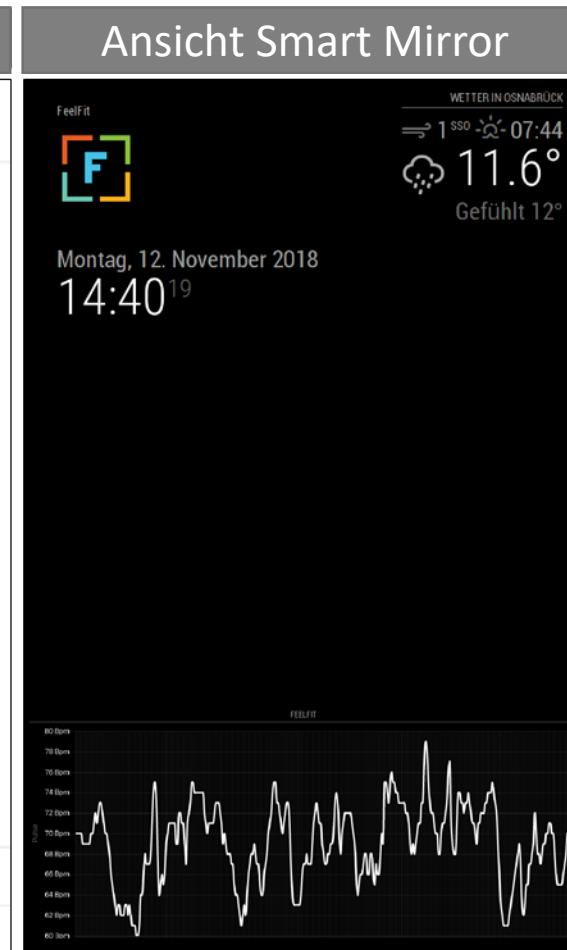 Ansicht Smart Mirror
FeelFit
F
WETTER IN OSNABRÜCK
1 SSO 07:44
11.6°
Gefühlt 12°
Montag, 12. November 2018
14:40 19
FEELFIT
80 Bpm
78 Bpm
76 Bpm
74 Bpm
72 Bpm
70 Bpm
68 Bpm
66 Bpm
64 Bpm
62 Bpm
60 Bpm
Pulse